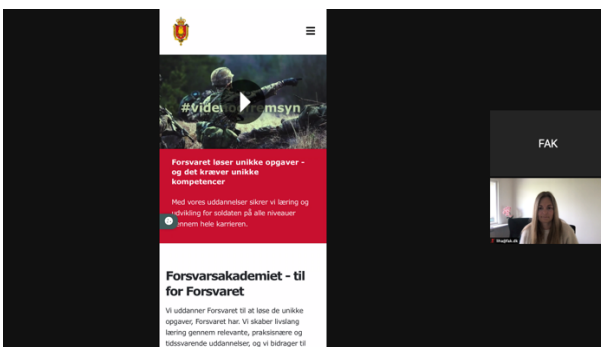 #videnogfremsyn
Forsvaret løser unikke opgaver -
og det kræver unikke
kompetencer
Med vores uddannelser sikrer vi læring og
udvikling for soldaten på alle niveauer
gennem hele karrieren.
Forsvarsakademiet - til
for Forsvaret
Vi uddanner Forsvaret til at løse de unikke
opgaver, Forsvaret har. Vi skaber livslang
læring gennem relevante, praksisnære og
tidssvarende uddannelser, og vi bidrager til
FAK